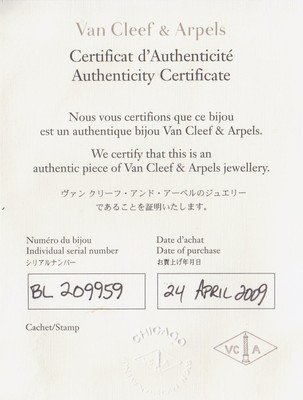 Van Cleef & Arpels
Certificat d'Authenticité
Authenticity Certificate
Nous vous certifions que ce bijou
est un authentique bijou Van Cleef & Arpels.
We certify that this is an
authentic piece of Van Cleef & Arpels jewellery.
ヴァン クリーフ・アンド・アーペルのジュエリー
であることを証明いたします。
Numéro du bijou
Individual serial number
シリアルナンバー
Date d'achat
Date of purchase
お買上げ年月日
BL 209959
24 APRIL 2009
Cachet/Stamp
CHICAGO
VC A